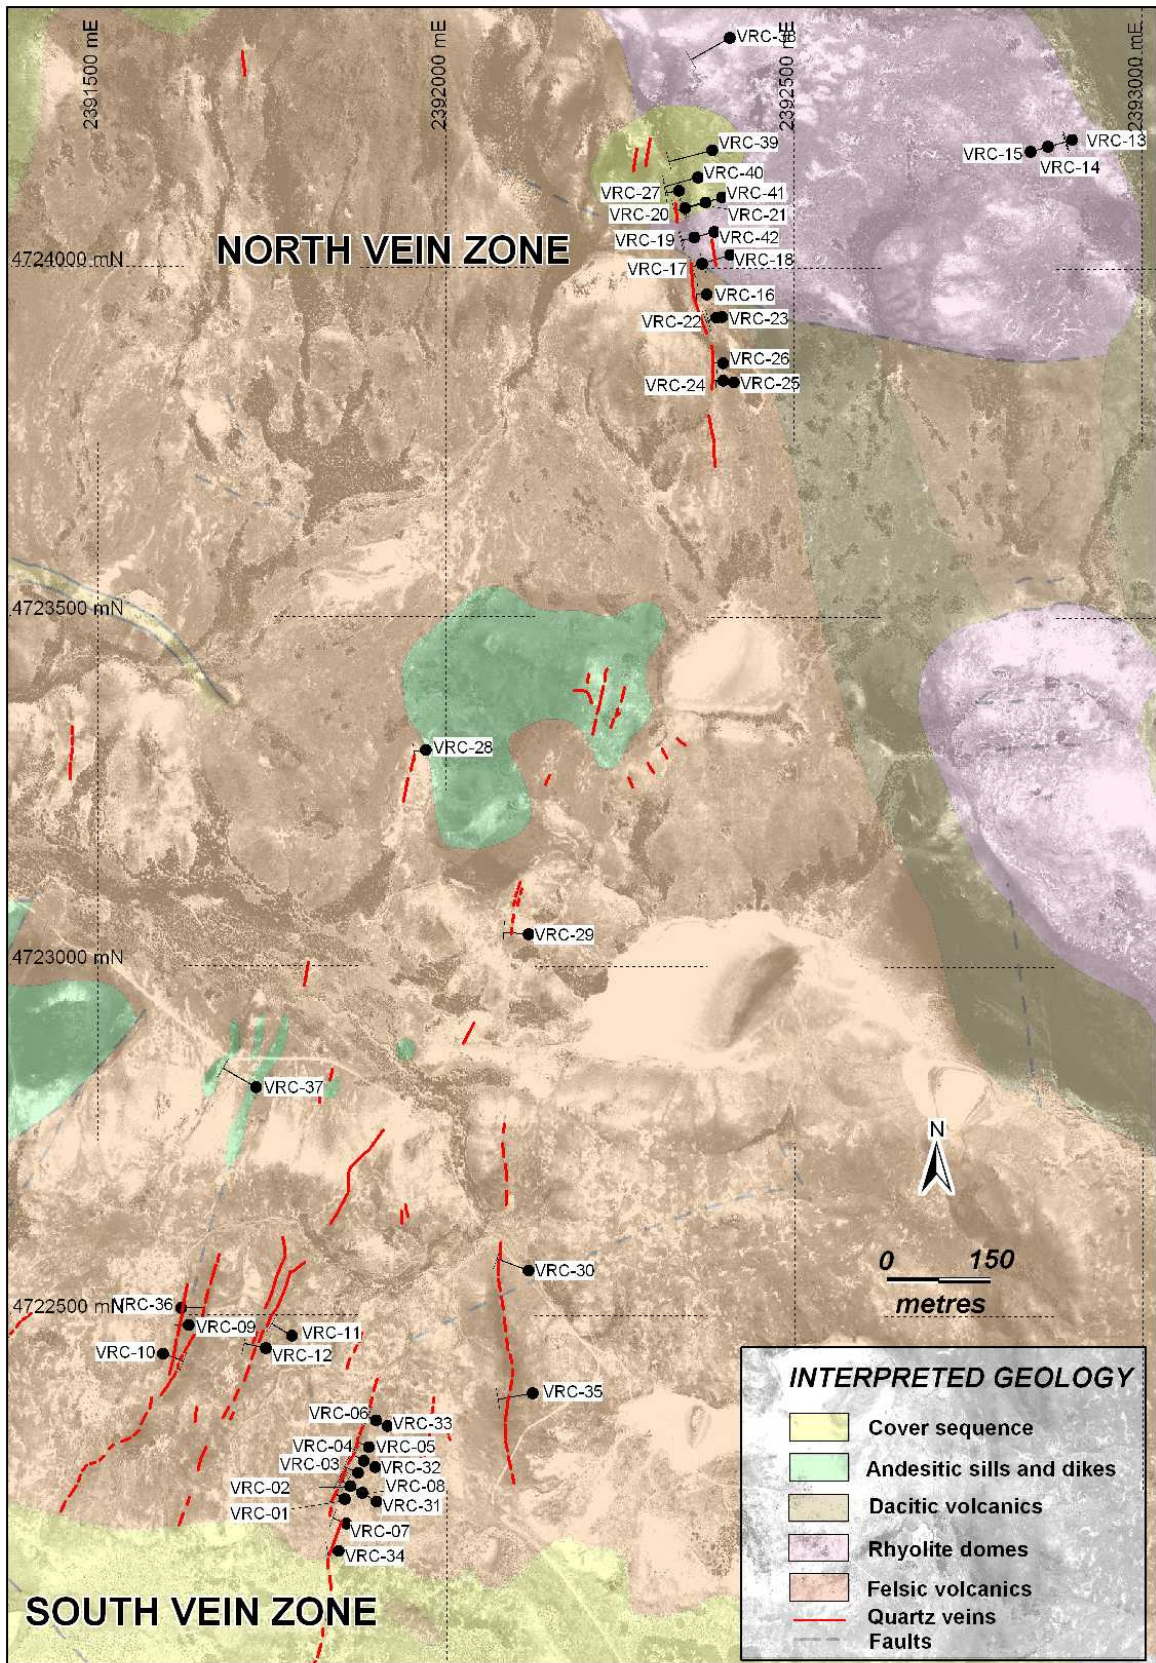 2391500 mE
2392000 mE
2392500 mE
2393000 mE
VRC-38
VRC-39
VRC-13
VRC-15
VRC-14
VRC-40
VRC-27
VRC-41
VRC-20
VRC-21
NORTH VEIN ZONE
VRC-19
VRC-42
4724000 mN
VRC-17
VRC-18
VRC-16
VRC-22
VRC-23
VRC-26
VRC-24
VRC-25
4723500 mN
VRC-28
VRC-29
4723000 mN
VRC-37
N
VRC-30
0 150
metres
4722500 mN
VRC-36
VRC-09
VRC-11
VRC-10
VRC-12
VRC-35
VRC-06
VRC-33
VRC-04
VRC-05
VRC-03
VRC-32
VRC-02
VRC-08
VRC-01
VRC-31
VRC-07
VRC-34
SOUTH VEIN ZONE
INTERPRETED GEOLOGY
Cover sequence
Andesitic sills and dikes
Dacitic volcanics
Rhyolite domes
Felsic volcanics
Quartz veins
Faults